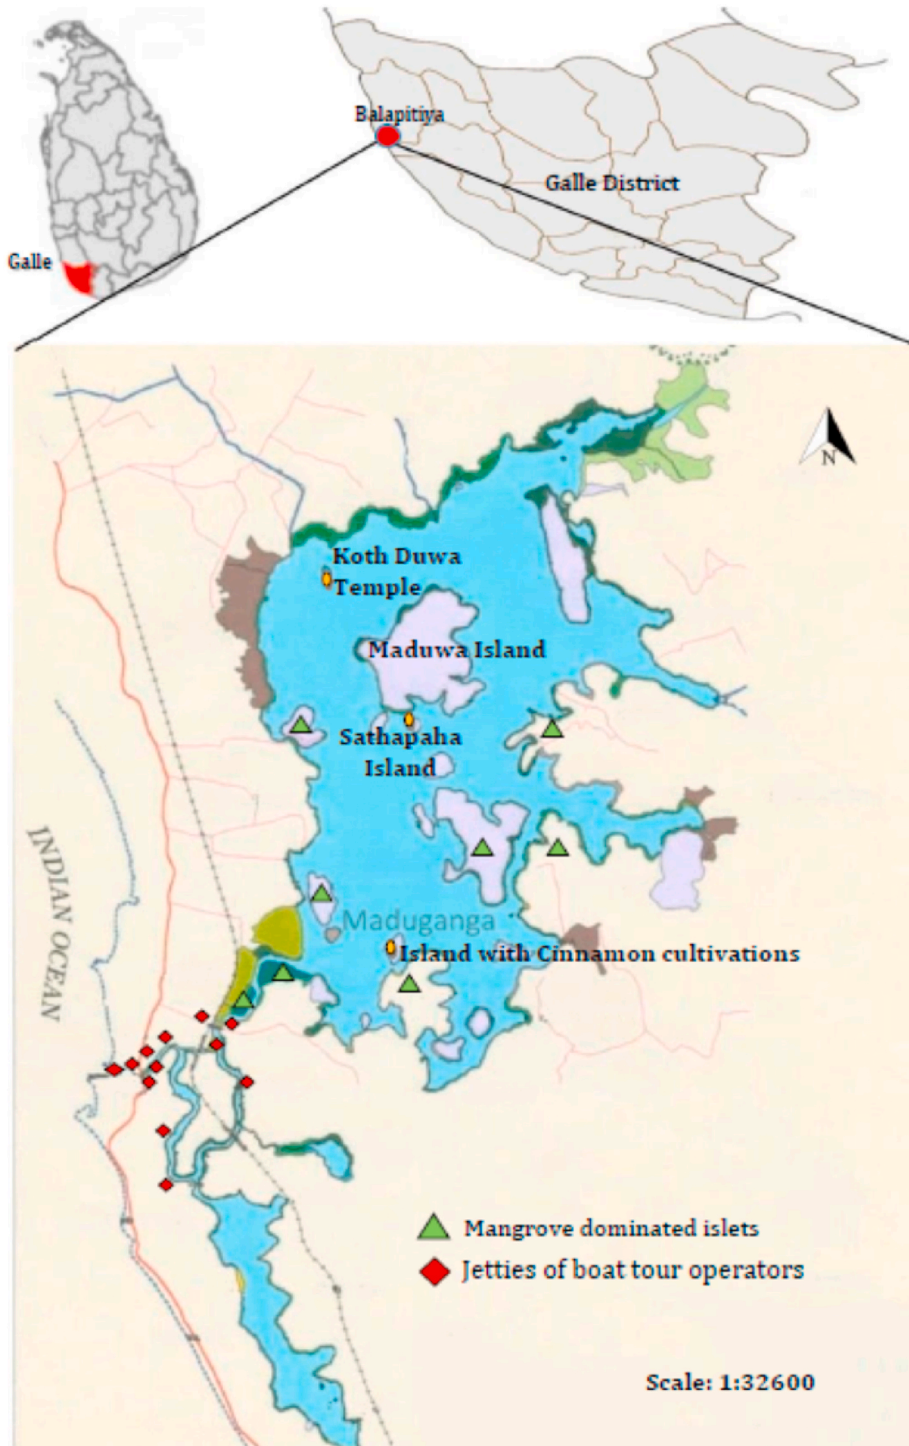 Balapitiya
Galle District
Galle
N
Koth Duwa
Temple
Maduwa Island
Sathapaha
Island
INDIAN OCEAN
Maduganga
Island with Cinnamon cultivations
Mangrove dominated islets
Jetties of boat tour operators
Scale: 1:32600